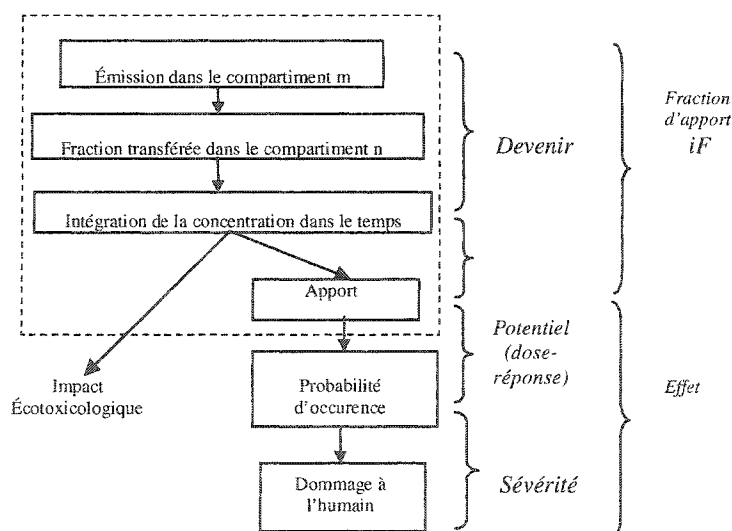 Émission dans le compartiment m
Fraction transférée dans le compartiment n
Intégration de la concentration dans le temps
Apport
Impact
Écotoxicologique
Probabilité
d'occurence
Dommage à
l'humain
Devenir
Potentiel
(dose-
réponse)
Sévérité
Fraction
d'apport
iF
Effet